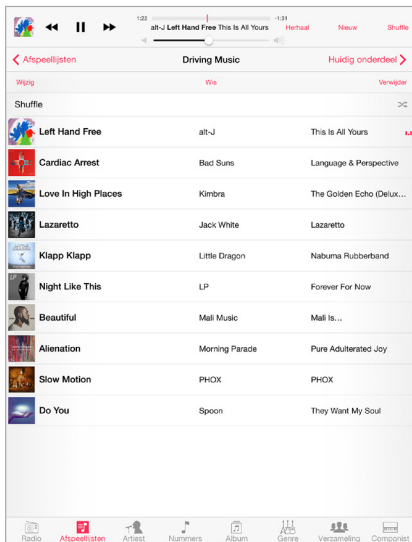 1:22 -1:31
alt-J Left Hand Free This Is All Yours Herhaal Nieuw Shuffle
Afspeellijsten Driving Music Huidig onderdeel
Wijzig Wis Verwijder
Shuffle
Left Hand Free alt-J This Is All Yours
Cardiac Arrest Bad Suns Language & Perspective
Love In High Places Kimbra The Golden Echo (Delux...
Lazaretto Jack White Lazaretto
Klapp Klapp Little Dragon Nabuma Rubberband
Night Like This LP Forever For Now
Beautiful Mali Music Mali Is...
Alienation Morning Parade Pure Adulterated Joy
Slow Motion PHOX PHOX
Do You Spoon They Want My Soul
Radio Afspeellijsten Artiest Nummers Album Genre Verzameling Componist